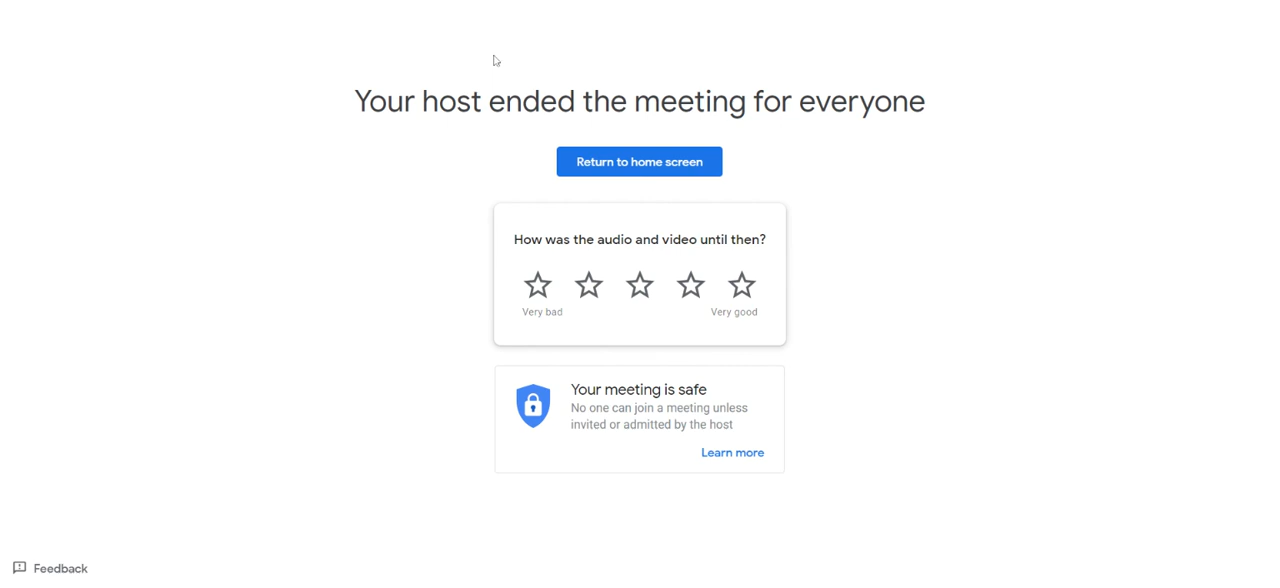 Your host ended the meeting for everyone
Return to home screen
How was the audio and video until then?
Very bad
Very good
Your meeting is safe
No one can join a meeting unless
invited or admitted by the host
Learn more
Feedback